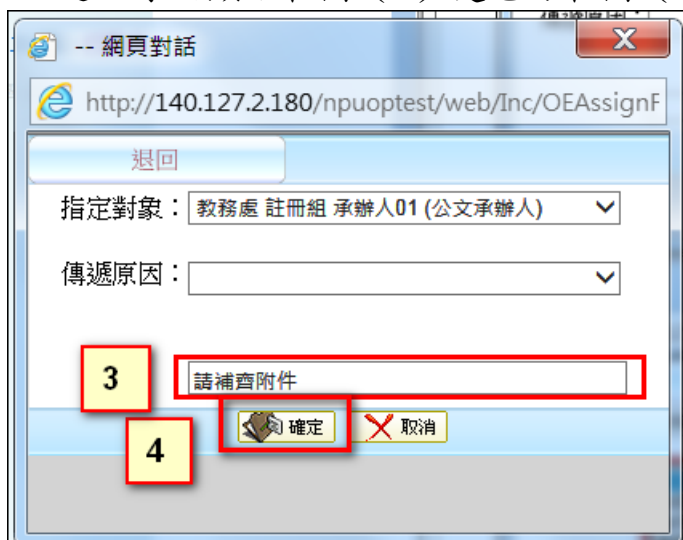 -- 網頁對話
http://140.127.2.180/npuoptest/web/Inc/OEAssignF
退回
指定對象：教務處 註冊組 承辦人01 (公文承辦人)
傳遞原因：
3
請補齊附件
確定
取消
4